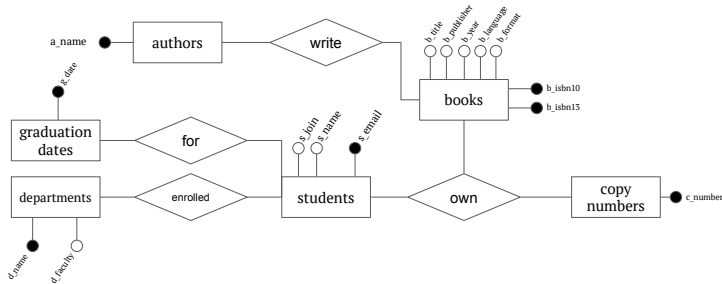 a_name
authors
write
b_title
b_publisher
b_year
b_language
b_format
books
b_isbn10
b_isbn13
g_date
graduation
dates
for
s_join
s_name
s_email
departments
enrolled
students
own
copy
numbers
c_number
d_name
d_faculty